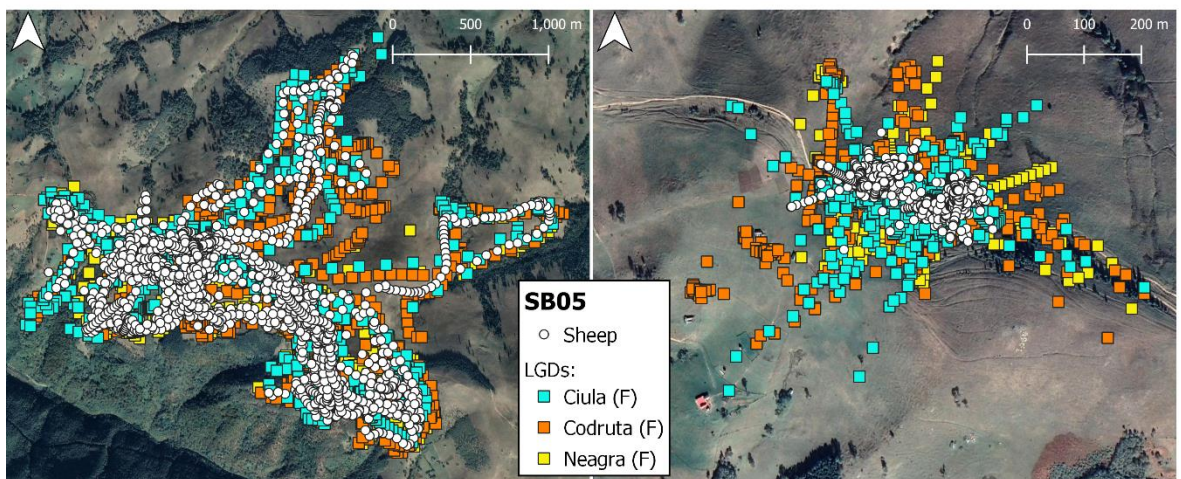 0 500 1,000 m
0 100 200 m
SB05
Sheep
LGDs:
Ciula (F)
Codruta (F)
Neagra (F)